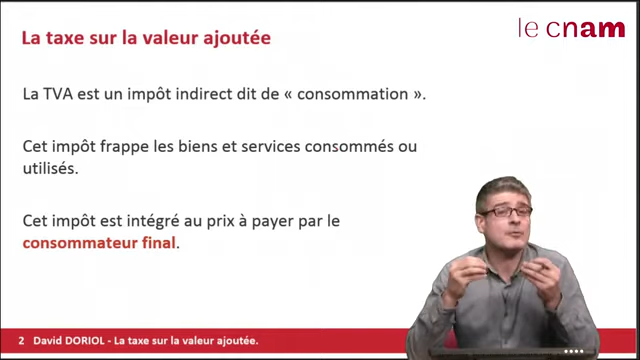 La taxe sur la valeur ajoutée
le cnam
La TVA est un impôt indirect dit de « consommation ».
Cet impôt frappe les biens et services consommés ou
utilisés.
Cet impôt est intégré au prix à payer par le
consommateur final.
2 David DORIOL - La taxe sur la valeur ajoutée.